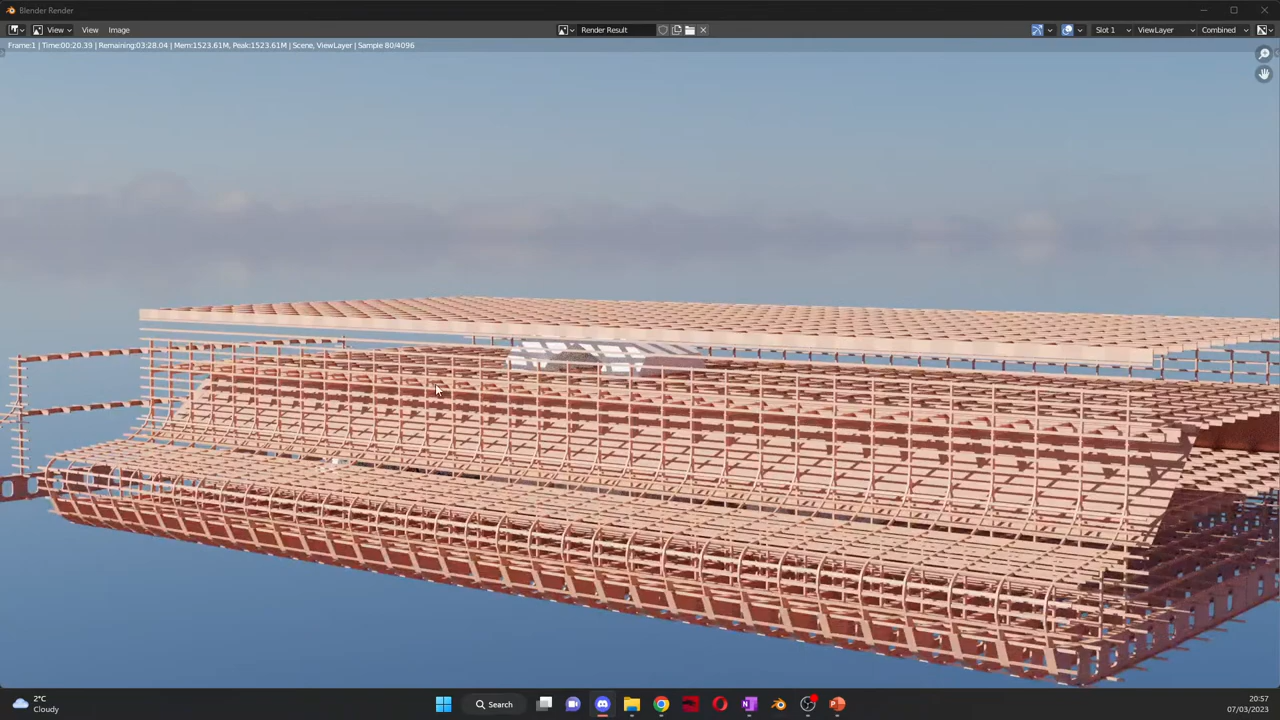 Blender Render
View
View
Image
Render Result
Slot 1
ViewLayer
Combined
Frame:1 | Time:00:20.39 | Remaining:03:28.04 | Mem:1523.61M, Peak:1523.61M | Scene, ViewLayer | Sample 80/4096
2°C
Cloudy
Search
20:57
07/03/2023